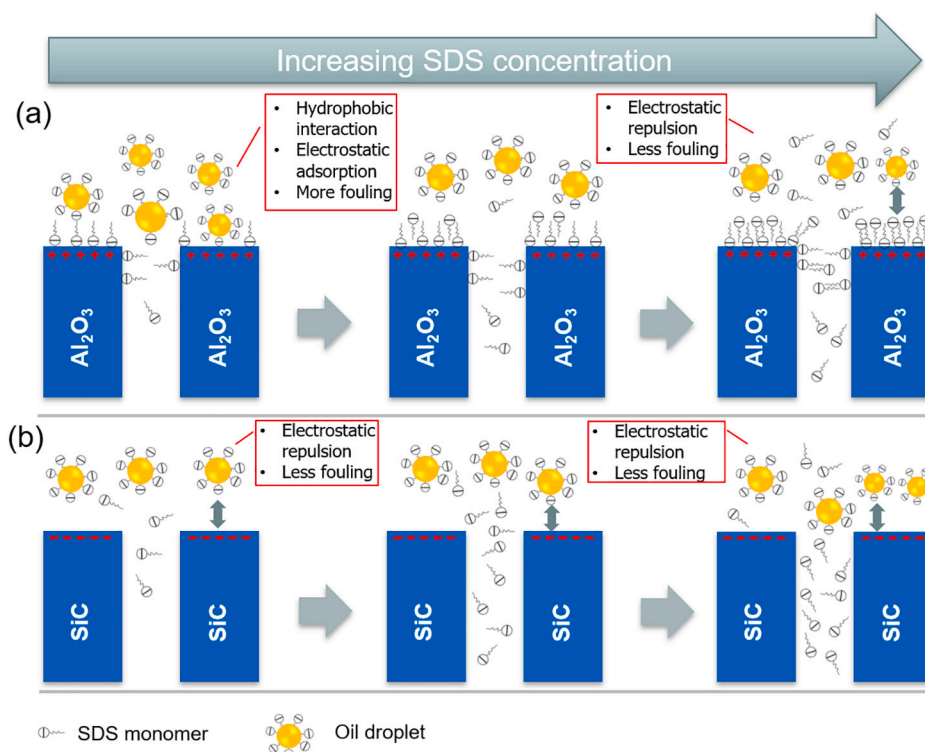 Increasing SDS concentration
(a)
• Hydrophobic
interaction
• Electrostatic
adsorption
• More fouling
• Electrostatic
repulsion
• Less fouling
+ + + + +
+ + + + +
+ + + + +
+ + + + +
+ + + + +
+ + + + +
Al₂O₃
Al₂O₃
Al₂O₃
Al₂O₃
Al₂O₃
Al₂O₃
(b)
• Electrostatic
repulsion
• Less fouling
• Electrostatic
repulsion
• Less fouling
SiC
SiC
SiC
SiC
SiC
SiC
SDS monomer
Oil droplet